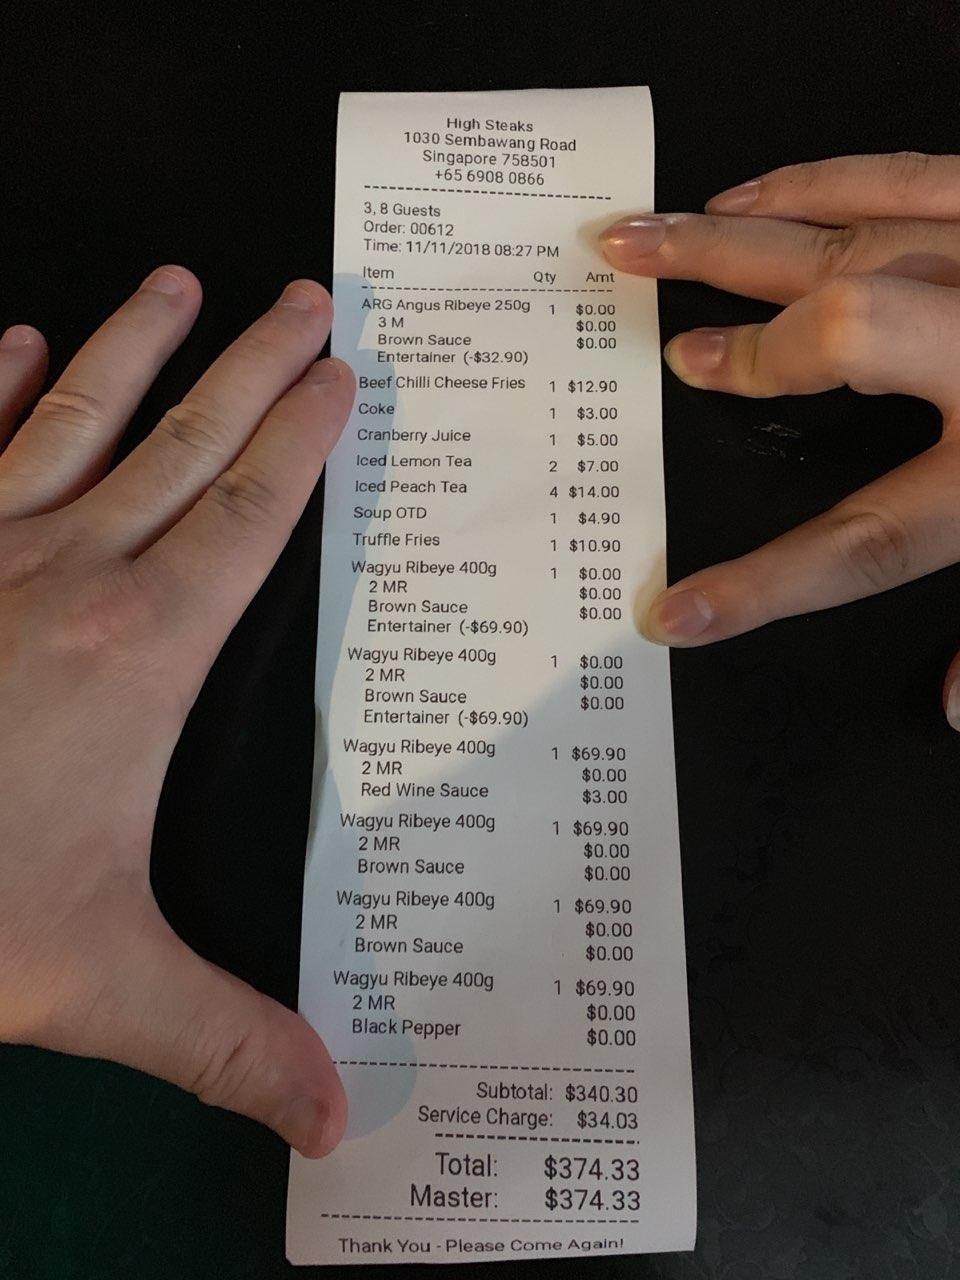 High Steaks
1030 Sembawang Road
Singapore 758501
+65 6908 0866
3, 8 Guests
Order: 00612
Time: 11/11/2018 08:27 PM
Item Qty Amt
ARG Angus Ribeye 250g 1 $0.00
3 M $0.00
Brown Sauce $0.00
Entertainer (-$32.90)
Beef Chilli Cheese Fries 1 $12.90
Coke 1 $3.00
Cranberry Juice 1 $5.00
Iced Lemon Tea 2 $7.00
Iced Peach Tea 4 $14.00
Soup OTD 1 $4.90
Truffle Fries 1 $10.90
Wagyu Ribeye 400g 1 $0.00
2 MR $0.00
Brown Sauce $0.00
Entertainer (-$69.90)
Wagyu Ribeye 400g 1 $0.00
2 MR $0.00
Brown Sauce $0.00
Entertainer (-$69.90)
Wagyu Ribeye 400g 1 $69.90
2 MR $0.00
Red Wine Sauce $3.00
Wagyu Ribeye 400g 1 $69.90
2 MR $0.00
Brown Sauce $0.00
Wagyu Ribeye 400g 1 $69.90
2 MR $0.00
Brown Sauce $0.00
Wagyu Ribeye 400g 1 $69.90
2 MR $0.00
Black Pepper $0.00
Subtotal: $340.30
Service Charge: $34.03
Total: $374.33
Master: $374.33
Thank You - Please Come Again!